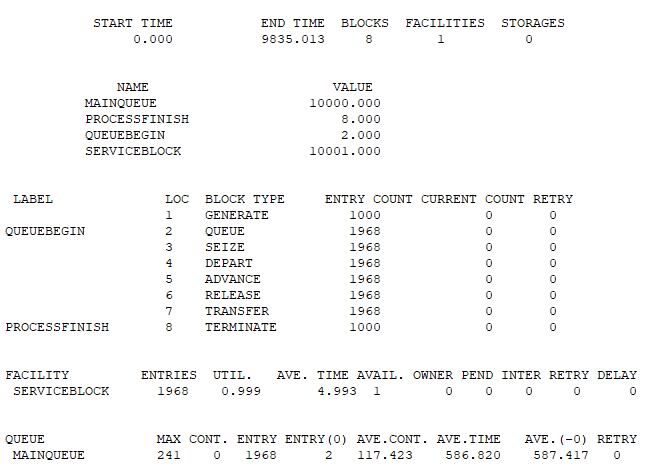 START TIME END TIME BLOCKS FACILITIES STORAGES
0.000 9835.013 8 1 0
NAME VALUE
MAINQUEUE 10000.000
PROCESSFINISH 8.000
QUEUEBEGIN 2.000
SERVICEBLOCK 10001.000
LABEL LOC BLOCK TYPE ENTRY COUNT CURRENT COUNT RETRY
1 GENERATE 1000 0 0
QUEUEBEGIN 2 QUEUE 1968 0 0
3 SEIZE 1968 0 0
4 DEPART 1968 0 0
5 ADVANCE 1968 0 0
6 RELEASE 1968 0 0
7 TRANSFER 1968 0 0
PROCESSFINISH 8 TERMINATE 1000 0 0
FACILITY ENTRIES UTIL. AVE. TIME AVAIL. OWNER PEND INTER RETRY DELAY
SERVICEBLOCK 1968 0.999 4.993 1 0 0 0 0 0
QUEUE MAX CONT. ENTRY ENTRY(0) AVE.CONT. AVE.TIME AVE.(-0) RETRY
MAINQUEUE 241 0 1968 2 117.423 586.820 587.417 0